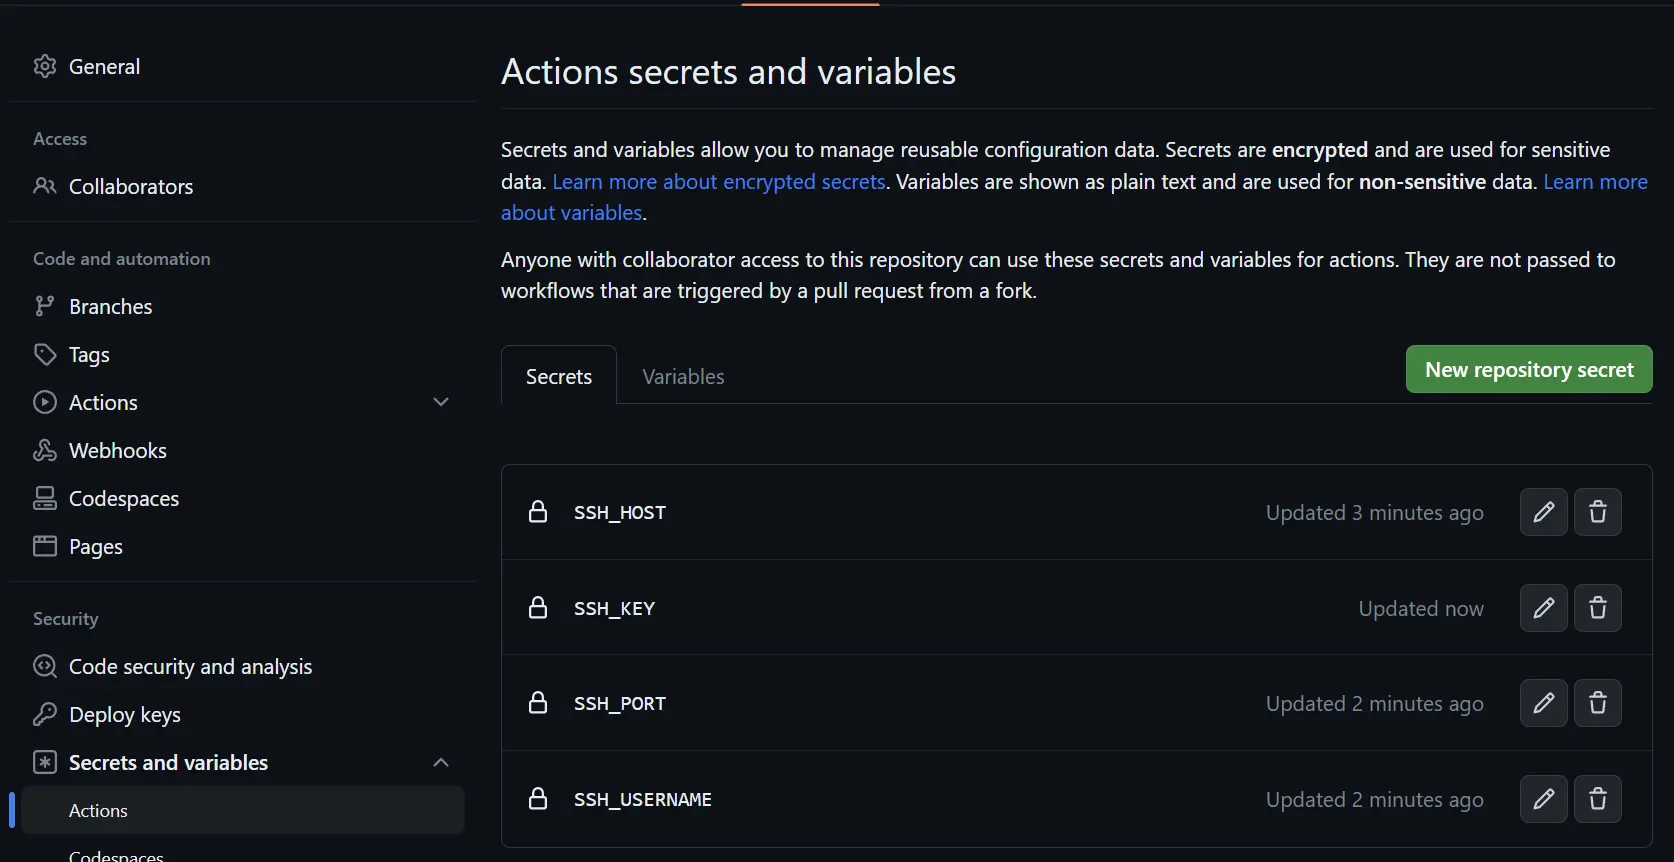 General
Access
Collaborators
Code and automation
Branches
Tags
Actions
Webhooks
Codespaces
Pages
Security
Code security and analysis
Deploy keys
Secrets and variables
Actions
Codespaces
Actions secrets and variables
Secrets and variables allow you to manage reusable configuration data. Secrets are encrypted and are used for sensitive
data. Learn more about encrypted secrets. Variables are shown as plain text and are used for non-sensitive data. Learn more
about variables.
Anyone with collaborator access to this repository can use these secrets and variables for actions. They are not passed to
workflows that are triggered by a pull request from a fork.
Secrets Variables New repository secret
SSH_HOST Updated 3 minutes ago
SSH_KEY Updated now
SSH_PORT Updated 2 minutes ago
SSH_USERNAME Updated 2 minutes ago